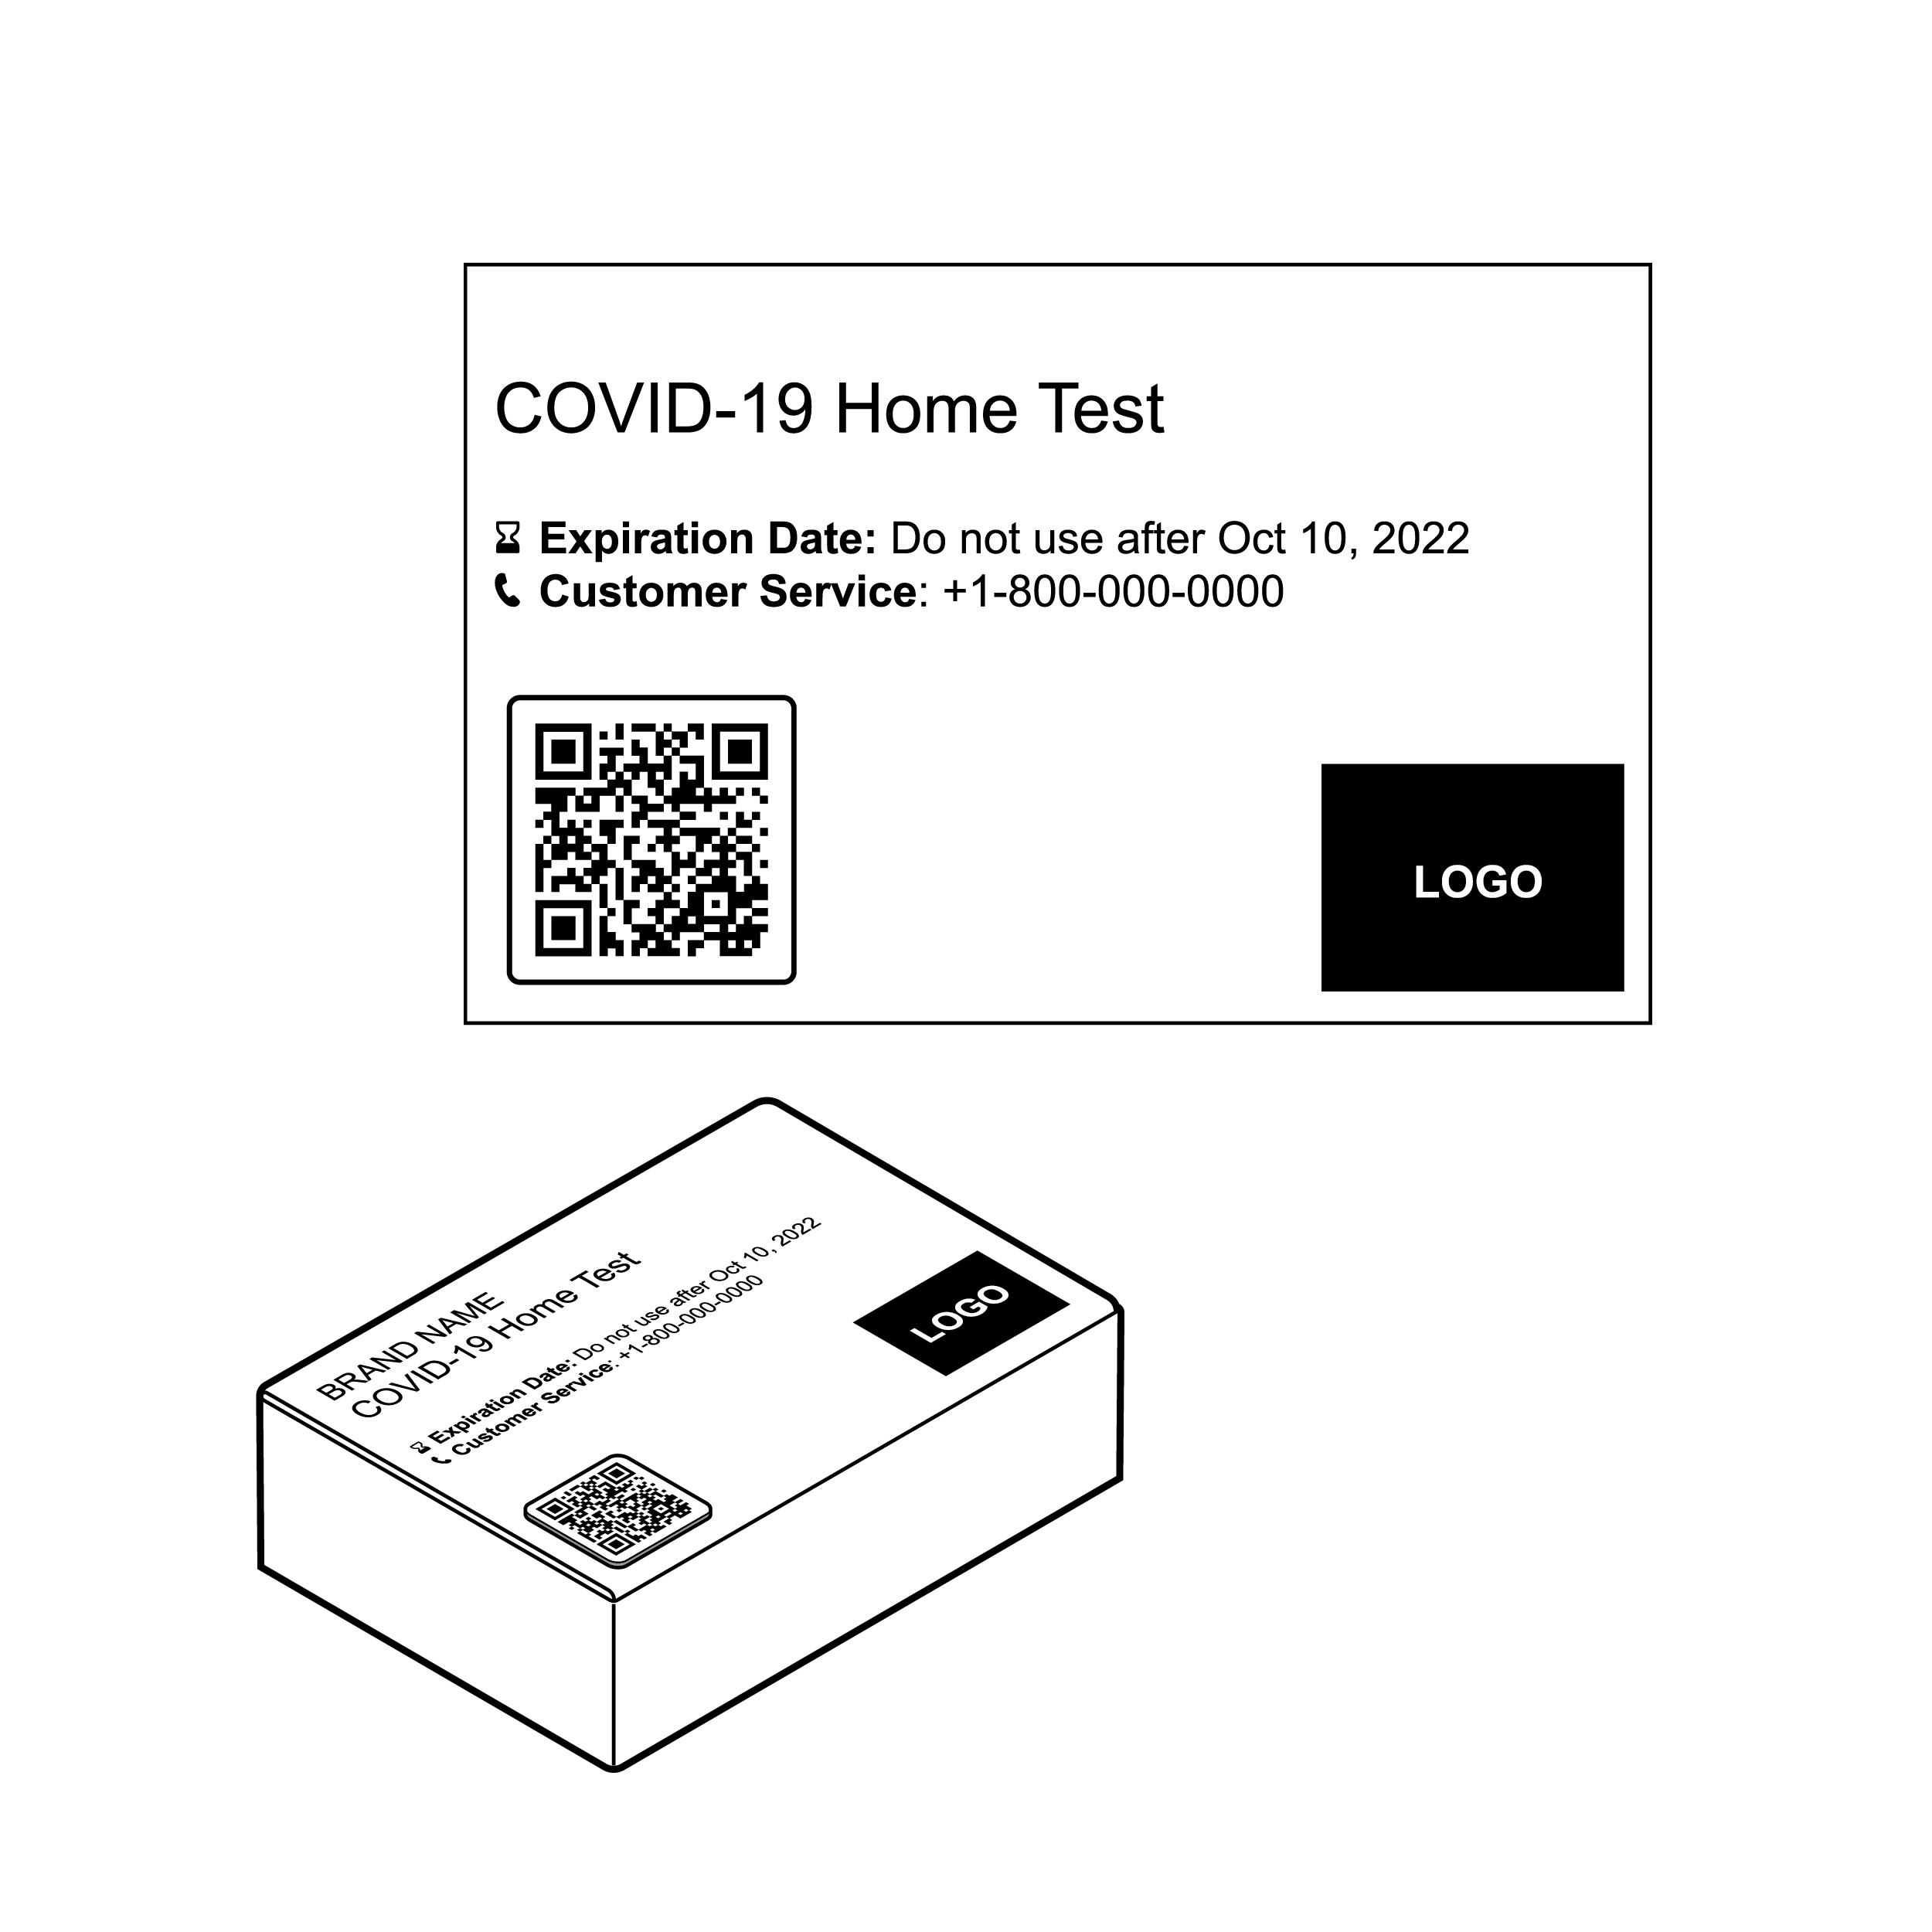 COVID-19 Home Test
Expiration Date: Do not use after Oct 10, 2022
Customer Service: +1-800-000-0000
LOGO
BRAND NAME
COVID-19 Home Test
Expiration Date: Do not use after Oct 10, 2022
Customer Service: +1-800-000-0000
LOGO